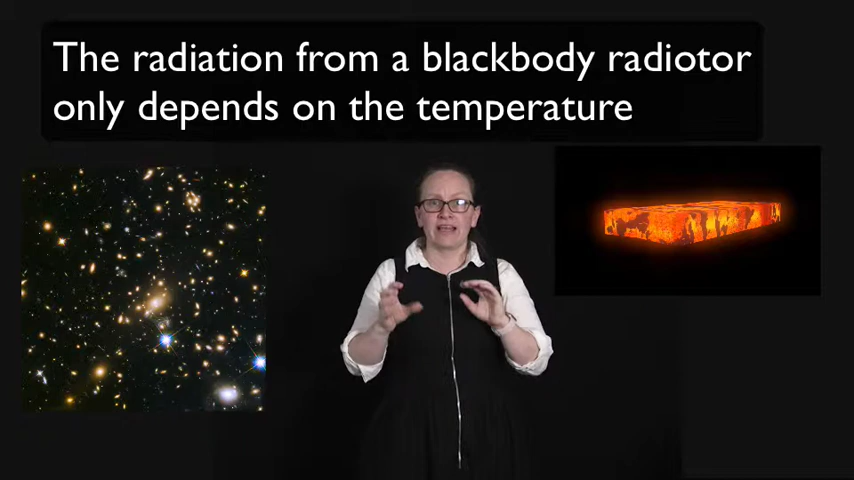 The radiation from a blackbody radiotor
only depends on the temperature